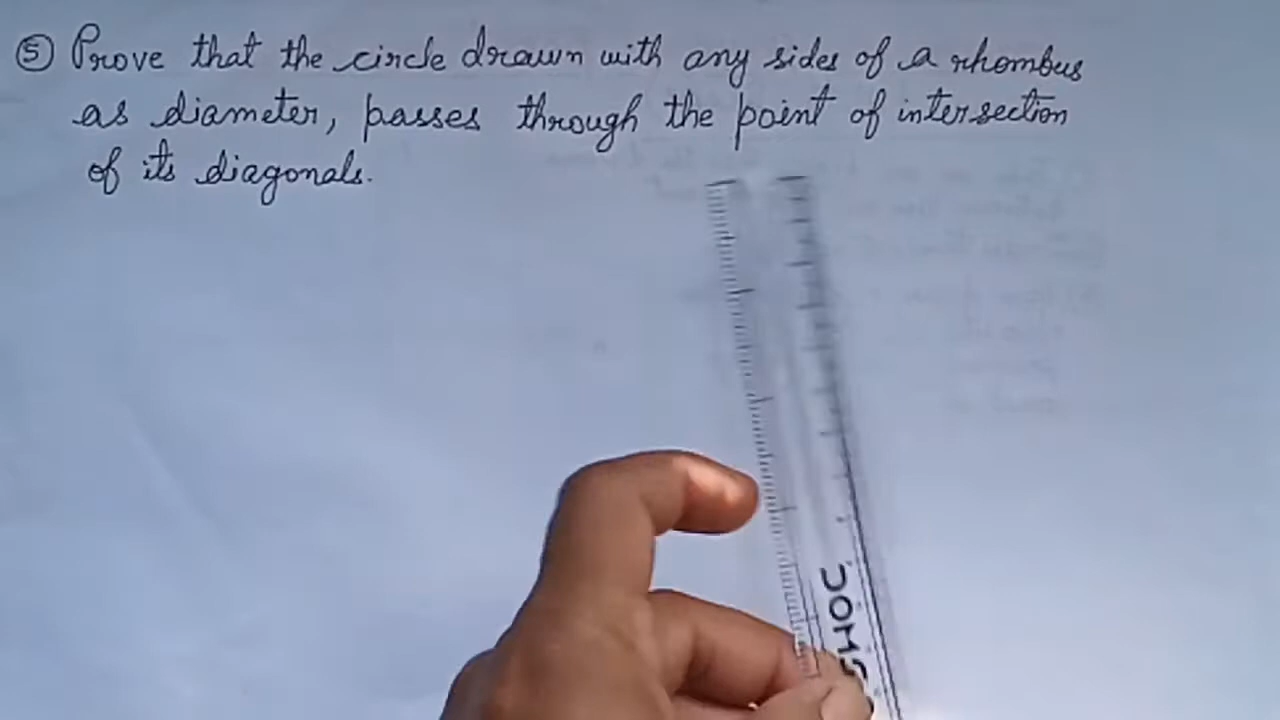 ⑤ Prove that the circle drawn with any sides of a rhombus
as diameter, passes through the point of intersection
of its diagonals.
DOMS